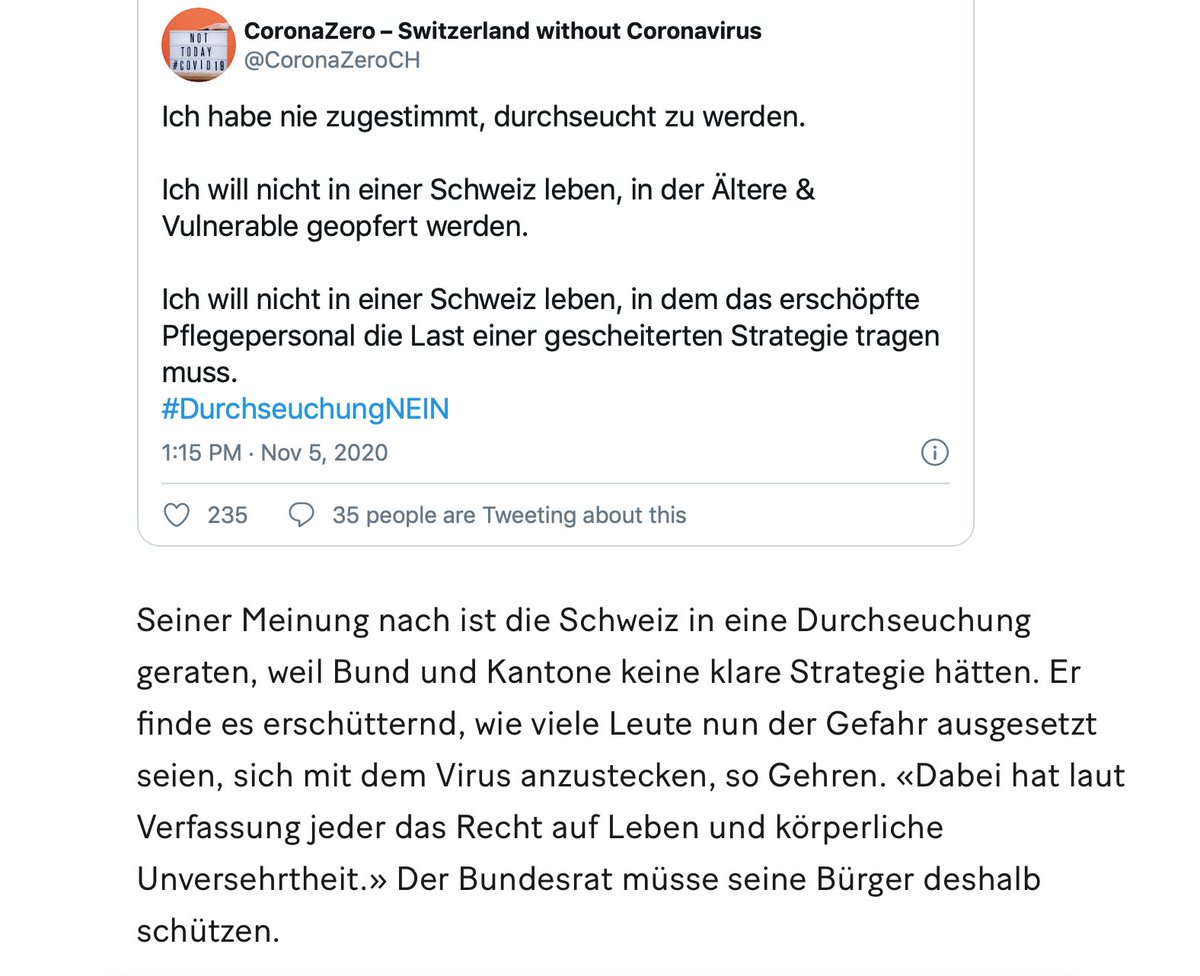 CoronaZero – Switzerland without Coronavirus
@CoronaZeroCH
NOT
TODAY
#COVID19
Ich habe nie zugestimmt, durchseucht zu werden.
Ich will nicht in einer Schweiz leben, in der Ältere &
Vulnerable geopfert werden.
Ich will nicht in einer Schweiz leben, in dem das erschöpfte
Pflegepersonal die Last einer gescheiterten Strategie tragen
muss.
#DurchseuchungNEIN
1:15 PM · Nov 5, 2020
235 35 people are Tweeting about this
Seiner Meinung nach ist die Schweiz in eine Durchseuchung
geraten, weil Bund und Kantone keine klare Strategie hätten. Er
finde es erschütternd, wie viele Leute nun der Gefahr ausgesetzt
seien, sich mit dem Virus anzustecken, so Gehren. «Dabei hat laut
Verfassung jeder das Recht auf Leben und körperliche
Unversehrtheit.» Der Bundesrat müsse seine Bürger deshalb
schützen.